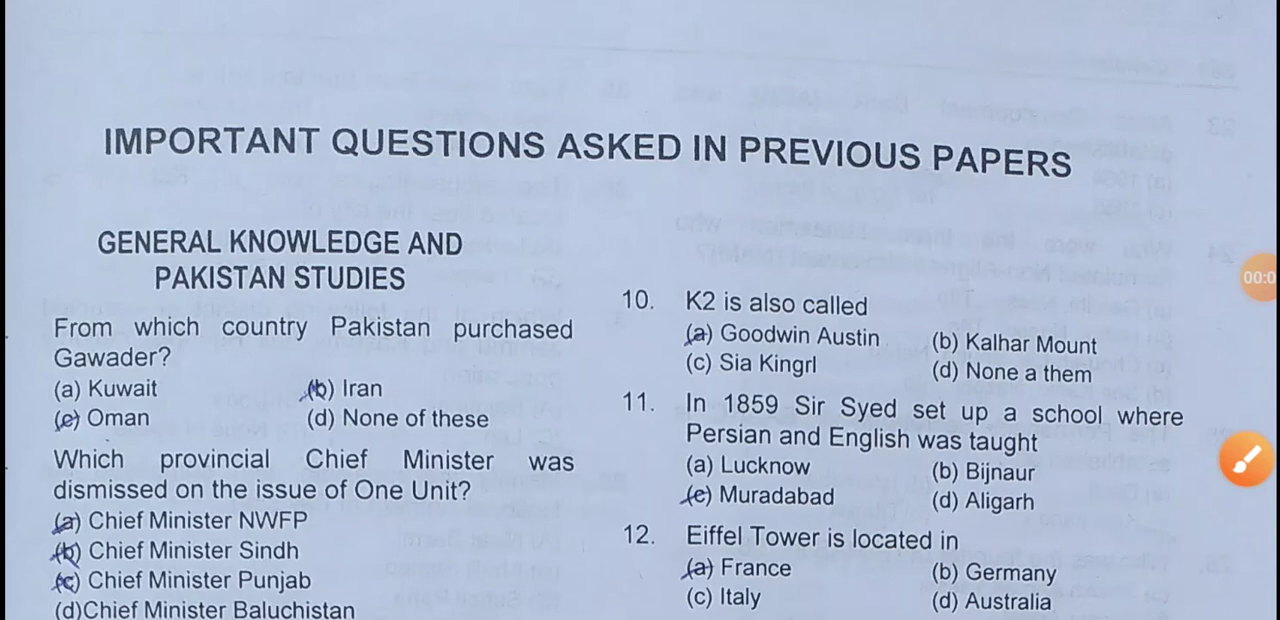 IMPORTANT QUESTIONS ASKED IN PREVIOUS PAPERS
GENERAL KNOWLEDGE AND
PAKISTAN STUDIES
From which country Pakistan purchased
Gawader?
(a) Kuwait (b) Iran
(c) Oman (d) None of these
Which provincial Chief Minister was
dismissed on the issue of One Unit?
(a) Chief Minister NWFP
(b) Chief Minister Sindh
(c) Chief Minister Punjab
(d)Chief Minister Baluchistan
10. K2 is also called
(a) Goodwin Austin (b) Kalhar Mount
(c) Sia Kingrl (d) None a them
11. In 1859 Sir Syed set up a school where
Persian and English was taught
(a) Lucknow (b) Bijnaur
(c) Muradabad (d) Aligarh
12. Eiffel Tower is located in
(a) France (b) Germany
(c) Italy (d) Australia
00:0